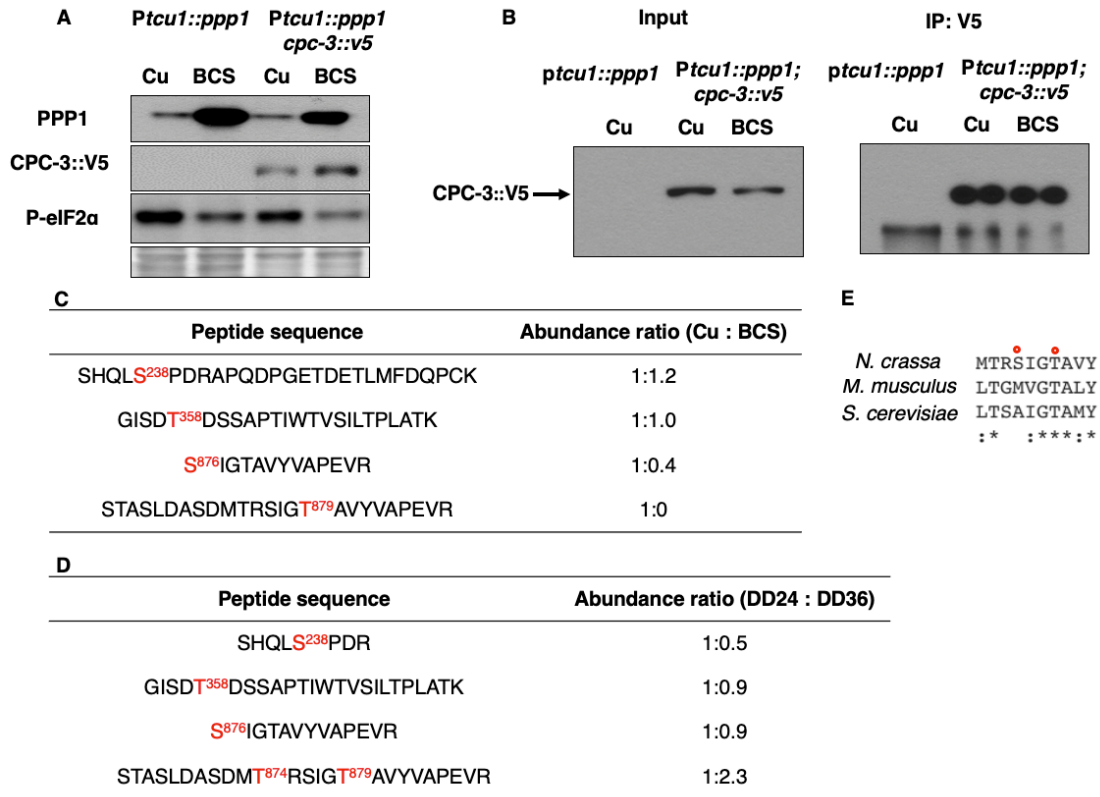 A
Ptcu1::ppp1 Ptcu1::ppp1
cpc-3::v5
Cu BCS Cu BCS
PPP1
CPC-3::V5
P-eIF2α
B
Input IP: V5
ptcu1::ppp1 Ptcu1::ppp1;
cpc-3::v5
Cu Cu BCS
ptcu1::ppp1 Ptcu1::ppp1;
cpc-3::v5
Cu Cu BCS
CPC-3::V5
C
Peptide sequence Abundance ratio (Cu : BCS)
SHQLS238PDRAPQDPGETDETLMFDQPCK 1:1.2
GISDT358DSSAPTIWTVSILTPLATK 1:1.0
S876IGTAVYVAPEVR 1:0.4
STASLDASDMTRSIGT879AVYVAPEVR 1:0
E
N. crassa MTRSIGTAVY
M. musculus LTGMVGTALY
S. cerevisiae LTSAIGTAMY
:* :***:*
D
Peptide sequence Abundance ratio (DD24 : DD36)
SHQLS238PDR 1:0.5
GISDT358DSSAPTIWTVSILTPLATK 1:0.9
S876IGTAVYVAPEVR 1:0.9
STASLDASDMT874RSIGT879AVYVAPEVR 1:2.3